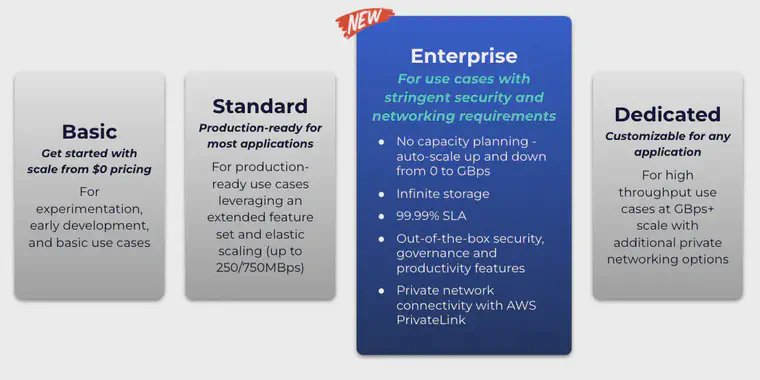 Basic
Get started with
scale from $0 pricing
For
experimentation,
early development,
and basic use cases
Standard
Production-ready for
most applications
For production-
ready use cases
leveraging an
extended feature
set and elastic
scaling (up to
250/750MBps)
NEW
Enterprise
For use cases with
stringent security and
networking requirements
● No capacity planning -
auto-scale up and down
from 0 to GBps
● Infinite storage
● 99.99% SLA
● Out-of-the-box security,
governance and
productivity features
● Private network
connectivity with AWS
PrivateLink
Dedicated
Customizable for any
application
For high
throughput use
cases at GBps+
scale with
additional private
networking options